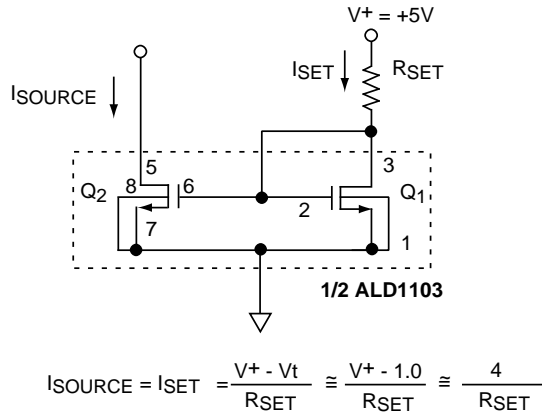 V+ = +5V
ISET
RSET
ISOURCE
5
3
Q2
8
6
Q1
2
7
1
1/2 ALD1103
ISOURCE = ISET = V+ - Vt / RSET ≅ V+ - 1.0 / RSET ≅ 4 / RSET